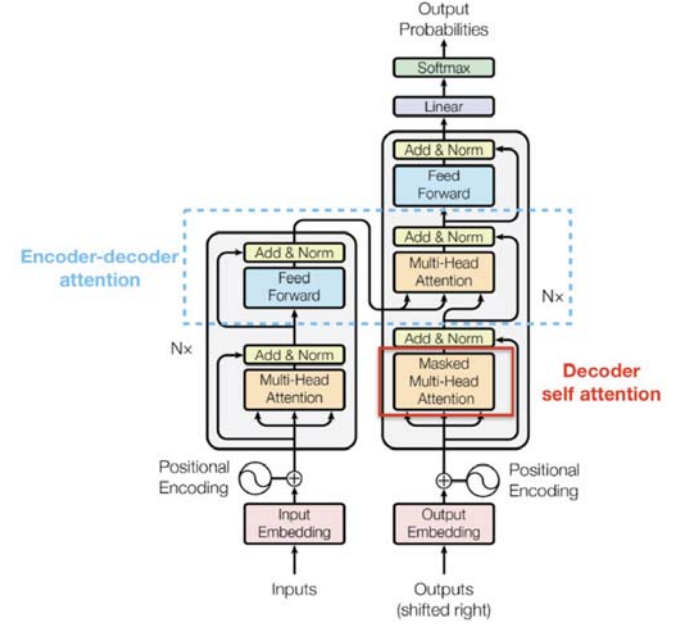 Output
Probabilities
Softmax
Linear
Add & Norm
Feed
Forward
Add & Norm
Multi-Head
Attention
Nx
Add & Norm
Masked
Multi-Head
Attention
Decoder
self attention
Encoder-decoder
attention
Add & Norm
Feed
Forward
Nx
Add & Norm
Multi-Head
Attention
Positional
Encoding
Positional
Encoding
Input
Embedding
Output
Embedding
Inputs
Outputs
(shifted right)